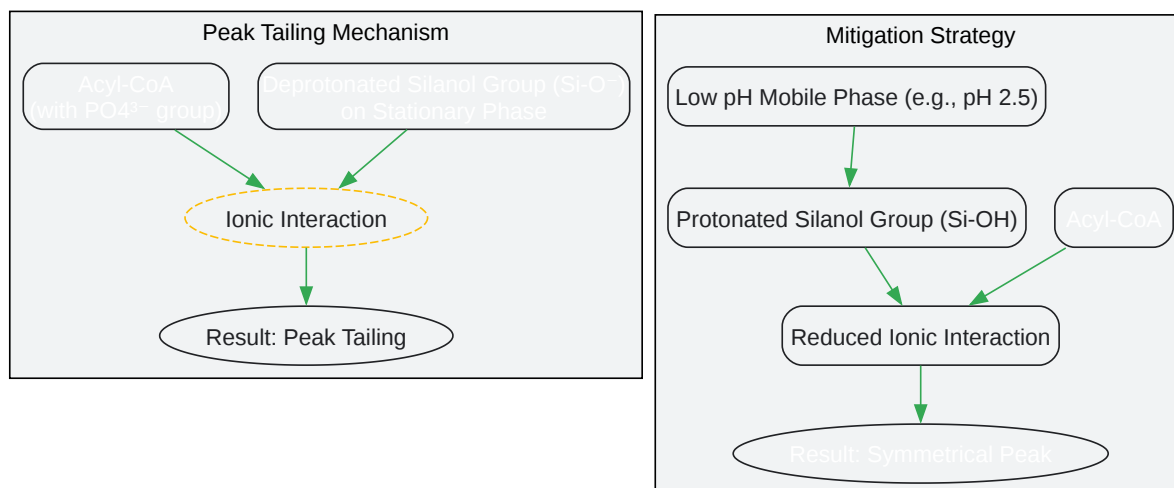 Peak Tailing Mechanism
Acyl-CoA
(with PO4³⁻ group)
Deprotonated Silanol Group (Si-O⁻)
on Stationary Phase
Ionic Interaction
Result: Peak Tailing
Mitigation Strategy
Low pH Mobile Phase (e.g., pH 2.5)
Protonated Silanol Group (Si-OH)
Acyl-CoA
Reduced Ionic Interaction
Result: Symmetrical Peak